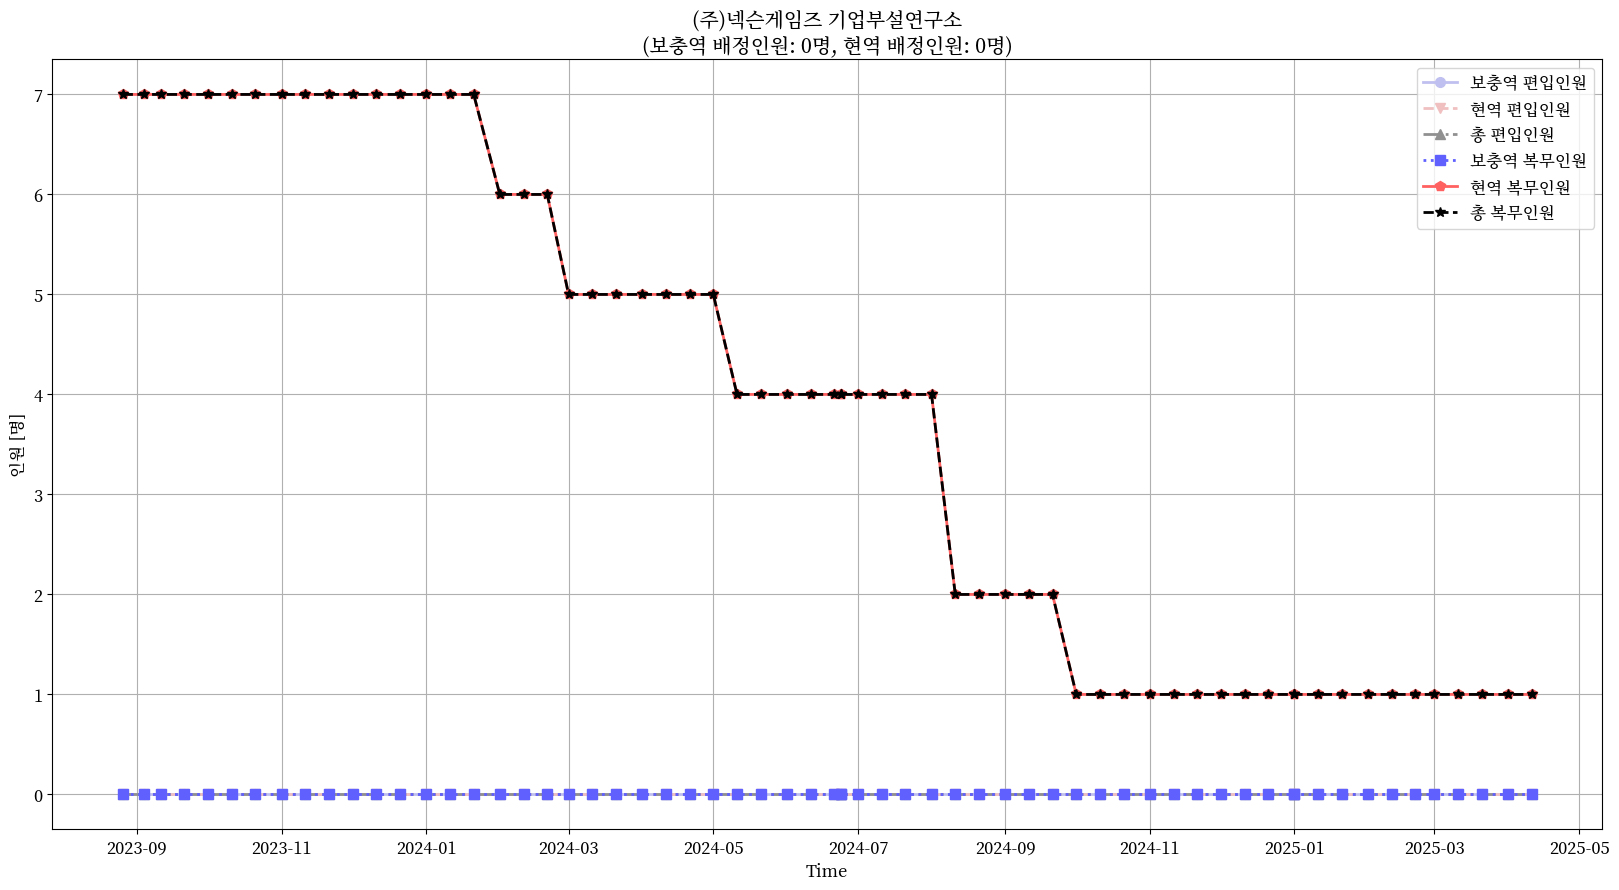 (주)넥슨게임즈 기업부설연구소
(보충역 배정인원: 0명, 현역 배정인원: 0명)
보충역 편입인원
현역 편입인원
총 편입인원
보충역 복무인원
현역 복무인원
총 복무인원
7
6
5
4
3
2
1
0
인원 [명]
2023-09 2023-11 2024-01 2024-03 2024-05 2024-07 2024-09 2024-11 2025-01 2025-03 2025-05
Time